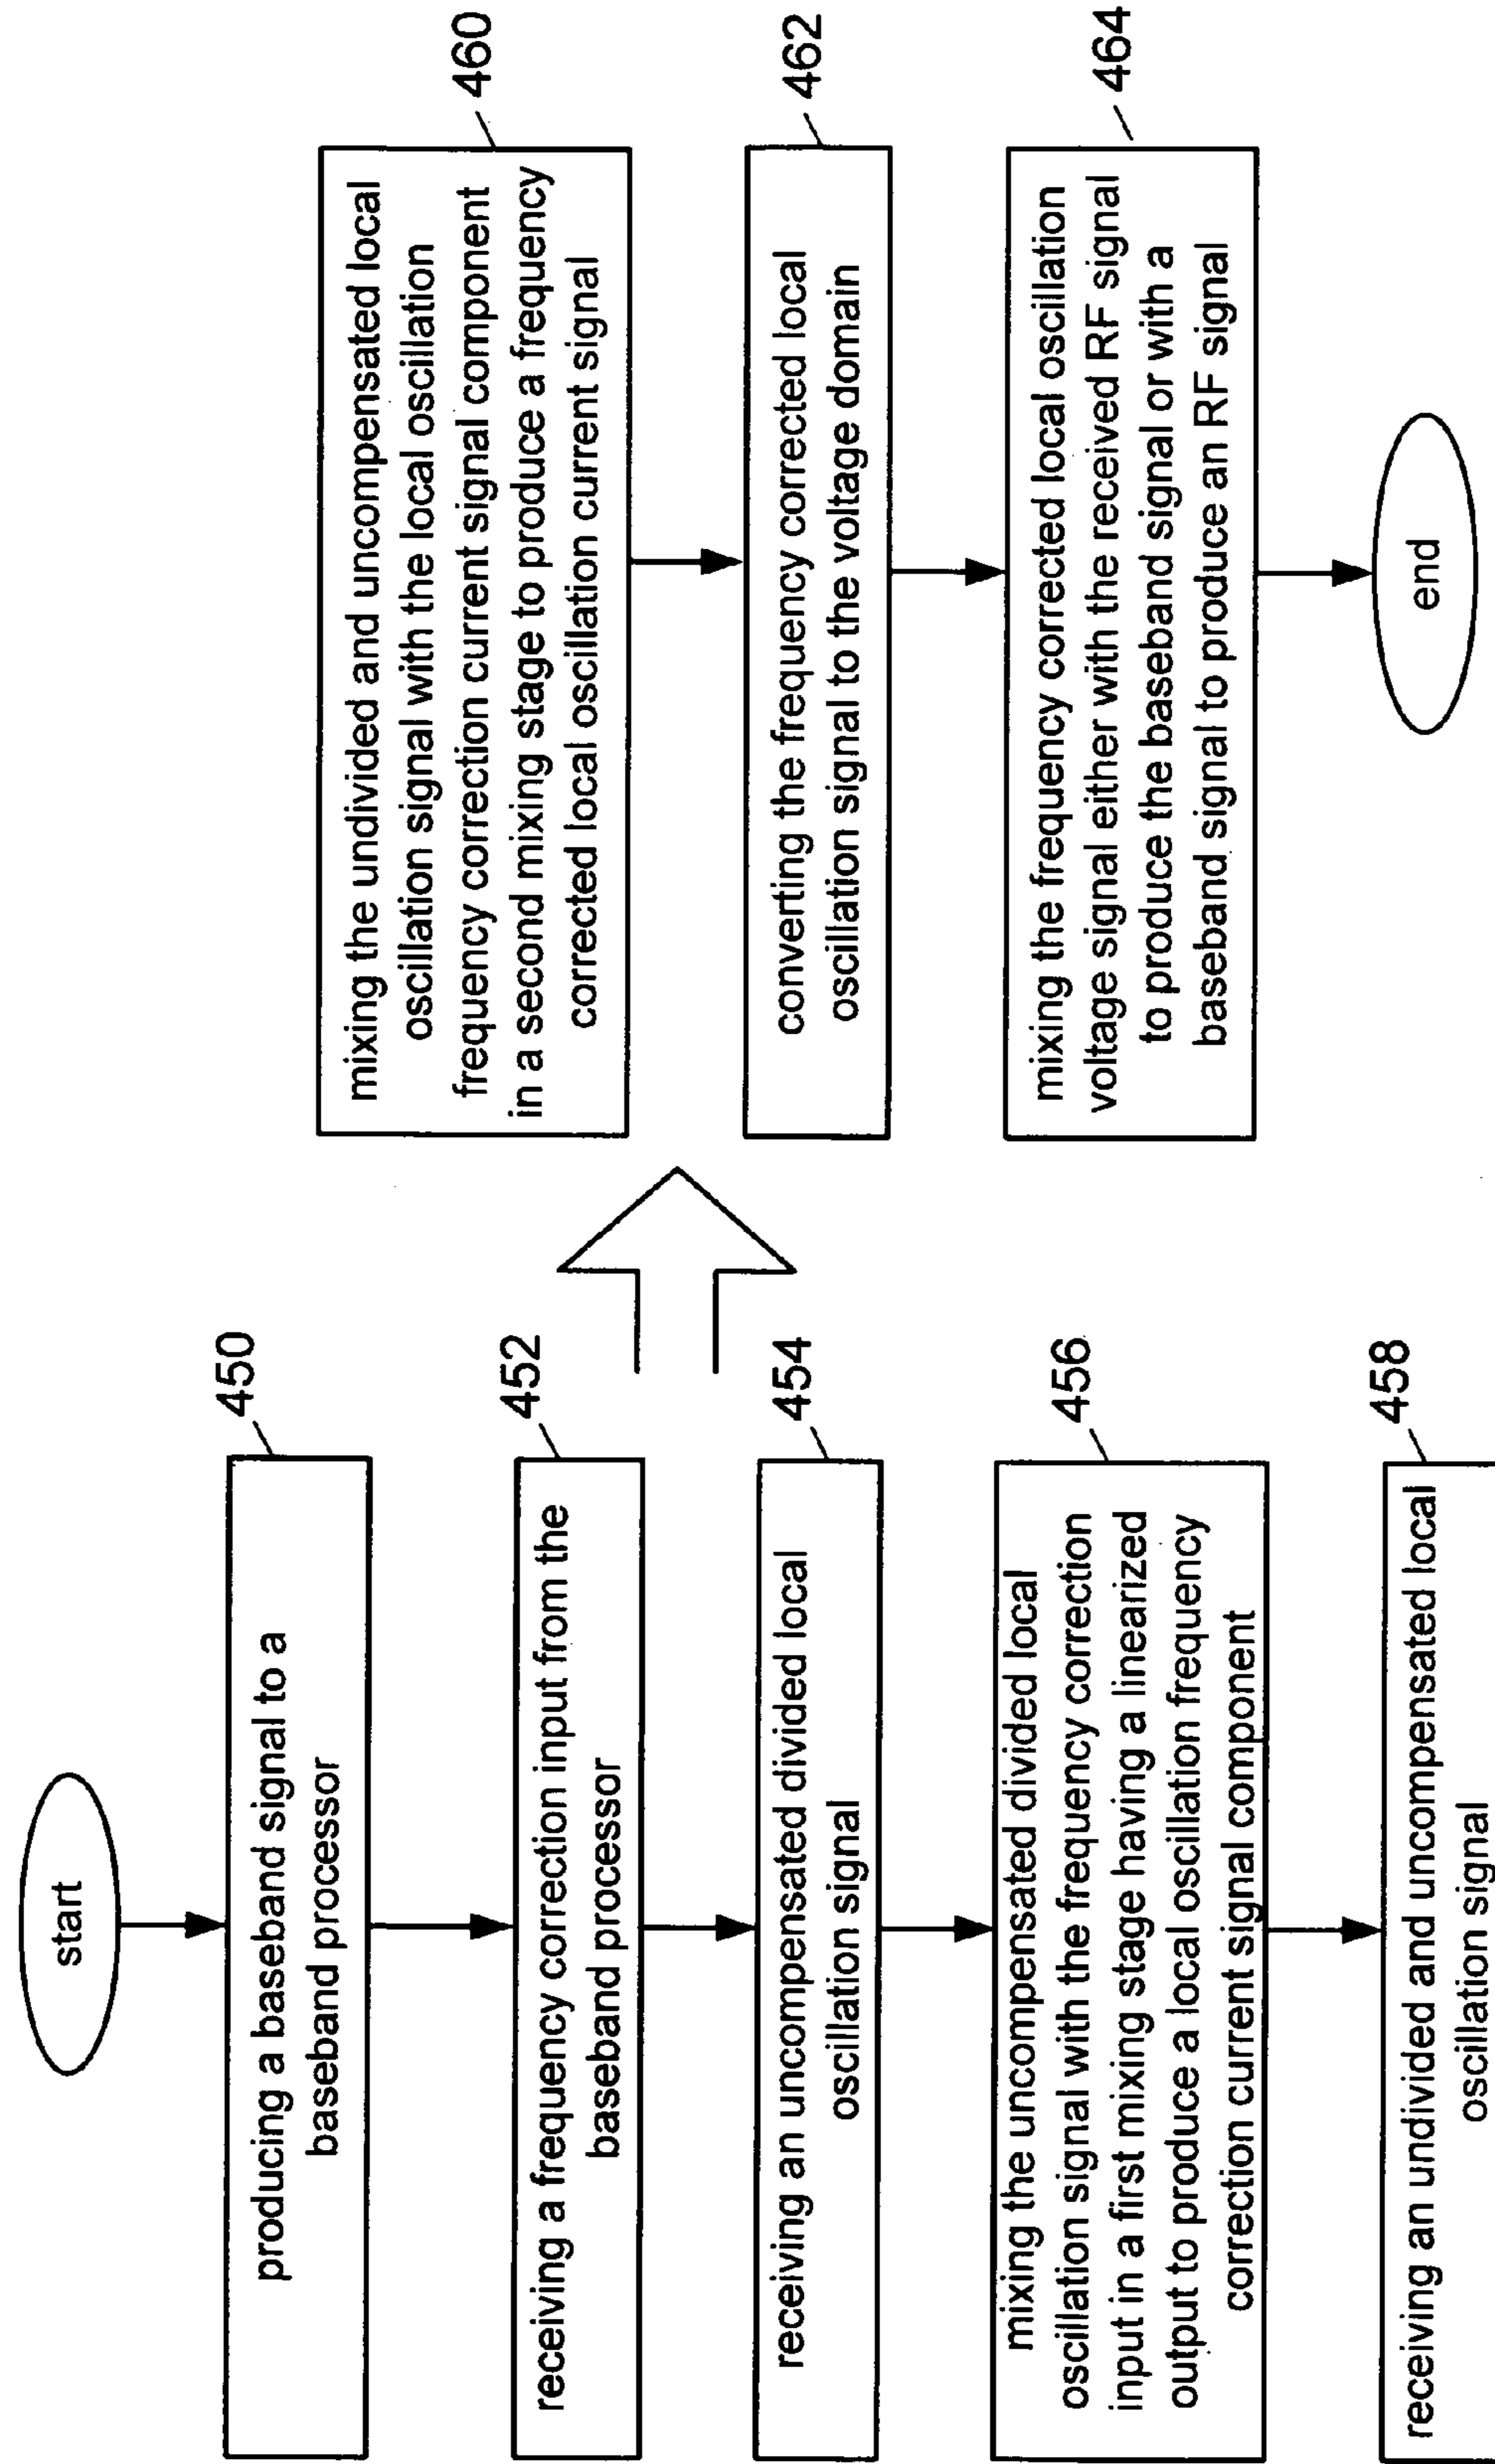 start
450
producing a baseband signal to a
baseband processor
452
receiving a frequency correction input from the
baseband processor
454
receiving an uncompensated divided local
oscillation signal
456
mixing the uncompensated divided local
oscillation signal with the frequency correction
input in a first mixing stage having a linearized
output to produce a local oscillation frequency
correction current signal component
458
receiving an undivided and uncompensated local
oscillation signal
460
mixing the undivided and uncompensated local
oscillation signal with the local oscillation
frequency correction current signal component
in a second mixing stage to produce a frequency
corrected local oscillation current signal
462
converting the frequency corrected local
oscillation signal to the voltage domain
464
mixing the frequency corrected local oscillation
voltage signal either with the received RF signal
to produce the baseband signal or with a
baseband signal to produce an RF signal
end